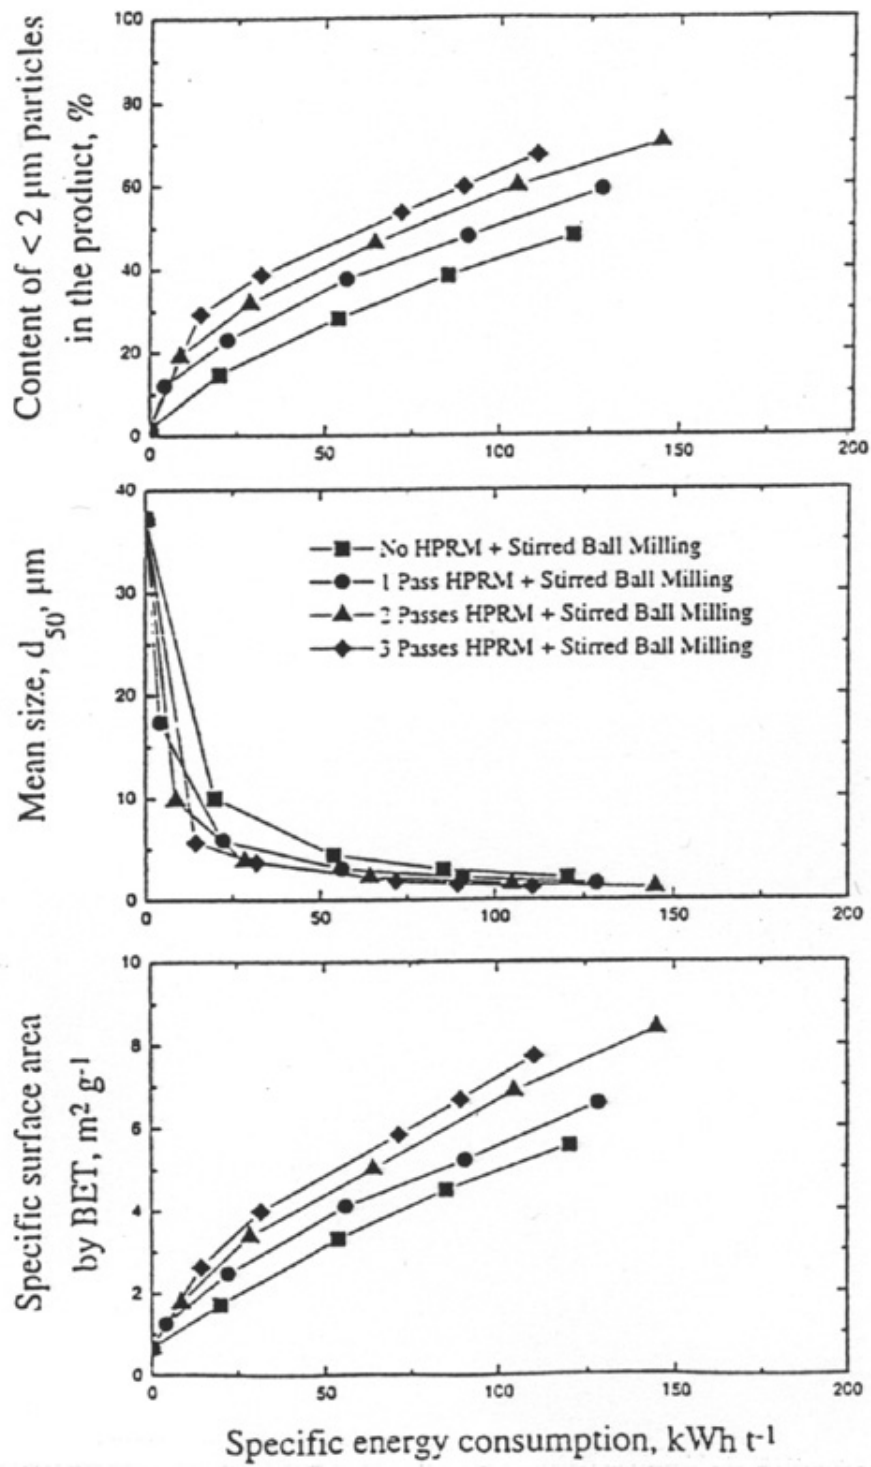 Content of < 2 µm particles
in the product, %
100
80
60
40
20
0
0 50 100 150 200
Mean size, d50, µm
40
30
20
10
0
No HPRM + Stirred Ball Milling
1 Pass HPRM + Stirred Ball Milling
2 Passes HPRM + Stirred Ball Milling
3 Passes HPRM + Stirred Ball Milling
0 50 100 150 200
Specific surface area
by BET, m² g⁻¹
10
8
6
4
2
0
0 50 100 150 200
Specific energy consumption, kWh t⁻¹